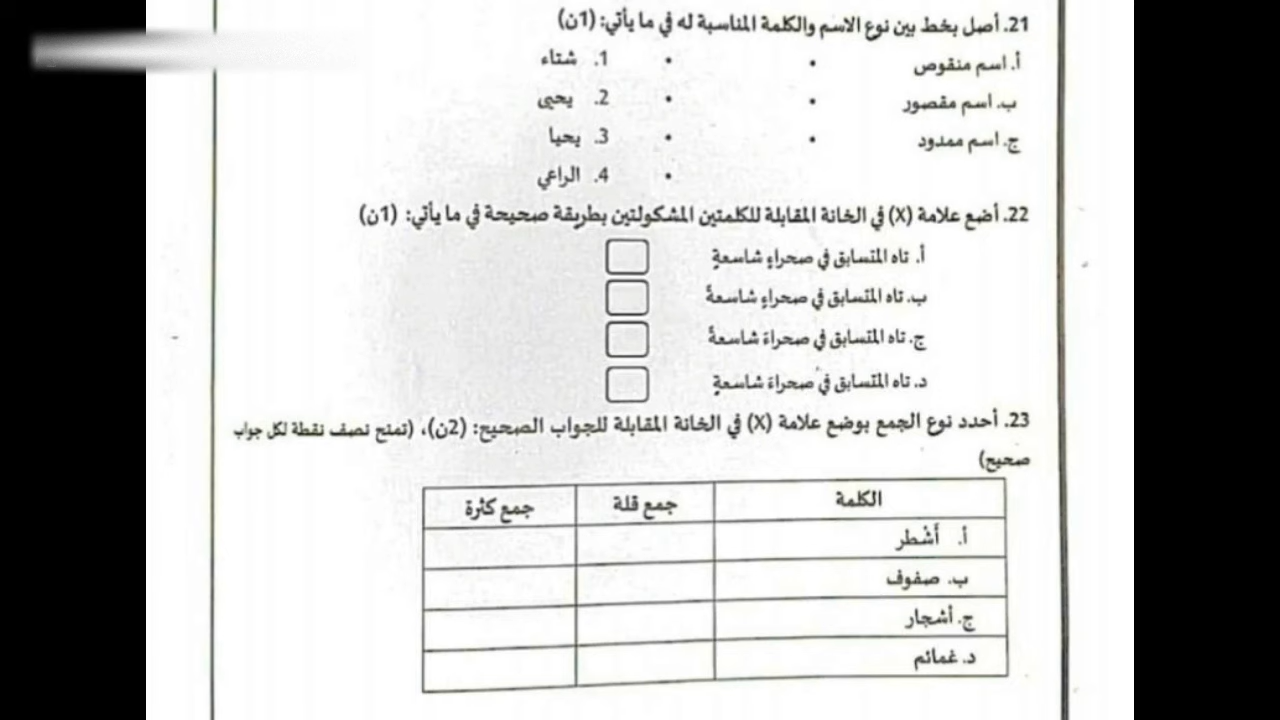 21. أصل بخط بين نوع الاسم والكلمة المناسبة له في ما يأتي: (1ن)
أ. اسم منقوص • • 1. شتاء
ب. اسم مقصور • • 2. يحيى
ج. اسم ممدود • • 3. يحيا
• 4. الراعي
22. أضع علامة (X) في الخانة المقابلة للكلمتين المشكولتين بطريقة صحيحة في ما يأتي: (1ن)
أ. تاه المتسابق في صحراءٍ شاسعةٍ
ب. تاه المتسابق في صحراءٍ شاسعةً
ج. تاه المتسابق في صحراءَ شاسعةً
د. تاه المتسابق في صحراءَ شاسعةٍ
23. أحدد نوع الجمع بوضع علامة (X) في الخانة المقابلة للجواب الصحيح: (2ن)، (تمنح نصف نقطة لكل جواب
صحيح)
الكلمة جمع قلة جمع كثرة
أ. أَشْطر
ب. صفوف
ج. أشجار
د. غمائم